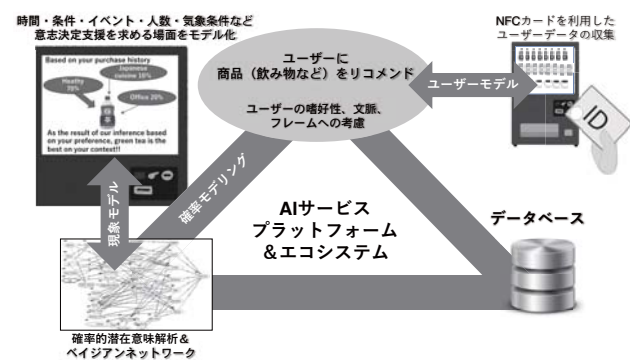 時間・条件・イベント・人数・気象条件など
意志決定支援を求める場面をモデル化
NFCカードを利用した
ユーザーデータの収集
Based on your purchase history
Japanese
cuisine 10%
Healthy
70%
Office 20%
As the result of our inference based
on your preference, green tea is the
best on your context!!
ユーザーに
商品（飲み物など）をリコメンド
ユーザーの嗜好性、文脈、
フレームへの考慮
ユーザーモデル
ID
現象モデル
確率モデリング
AIサービス
プラットフォーム
＆エコシステム
データベース
確率的潜在意味解析＆
ベイジアンネットワーク